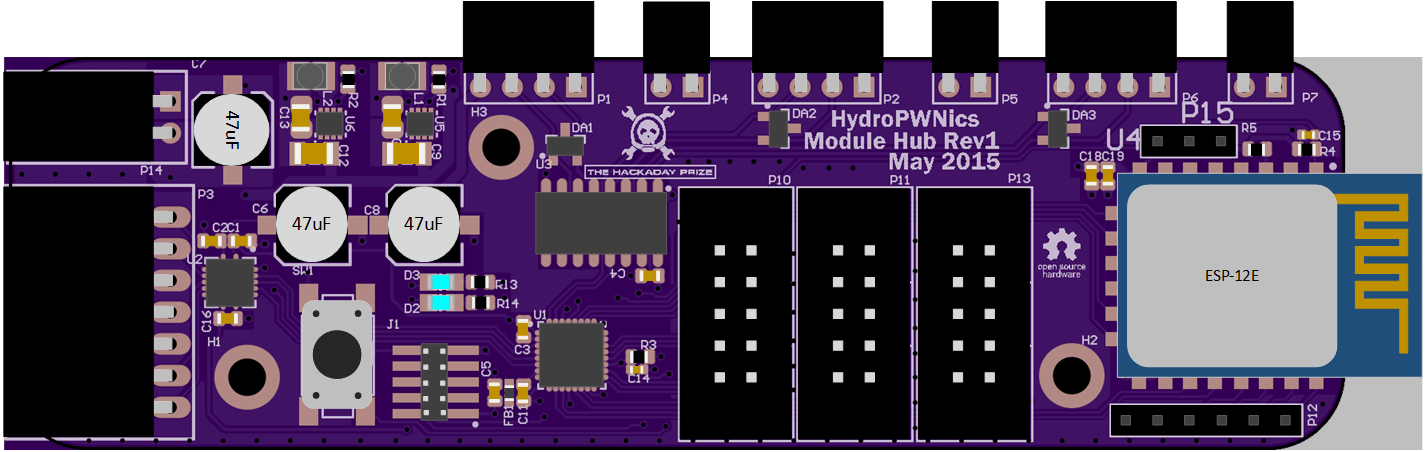 C7
L2
R2
L1
R1
P1
P4
P2
P5
P6
P7
47uF
C13
U6
U5
C12
C9
H3
DA1
DA2
DA3
HydroPWNics
Module Hub Rev1
May 2015
P15
U4
R5
C15
R4
P14
U3
THE HACKADAY PRIZE
C18
C19
P3
P10
P11
P13
C6
47uF
C8
47uF
C2
C1
U2
SW1
C4
open source
hardware
ESP-12E
D3
R13
D2
R14
C16
H1
J1
U1
C3
R3
C14
H2
C5
FB1
C11
P12